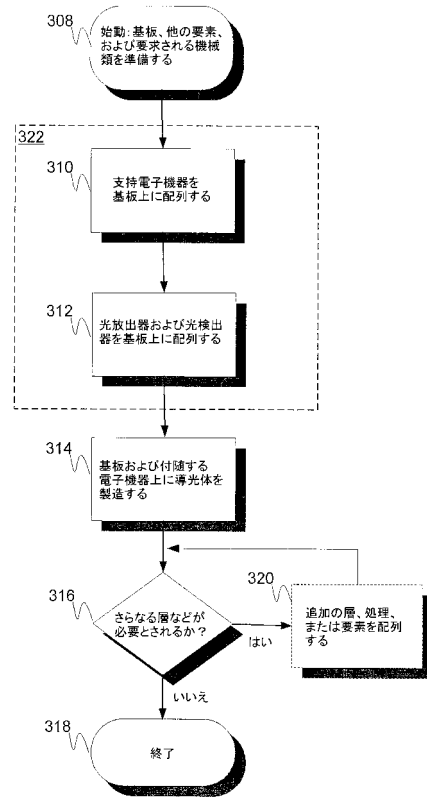 308
始動：基板、他の要素、
および要求される機械
類を準備する
322
310
支持電子機器を
基板上に配列する
312
光放出器および光検出
器を基板上に配列する
314
基板および付随する
電子機器上に導光体を
製造する
316
さらなる層などが
必要とされるか？
はい
320
追加の層、処理、
または要素を配列
する
いいえ
318
終了